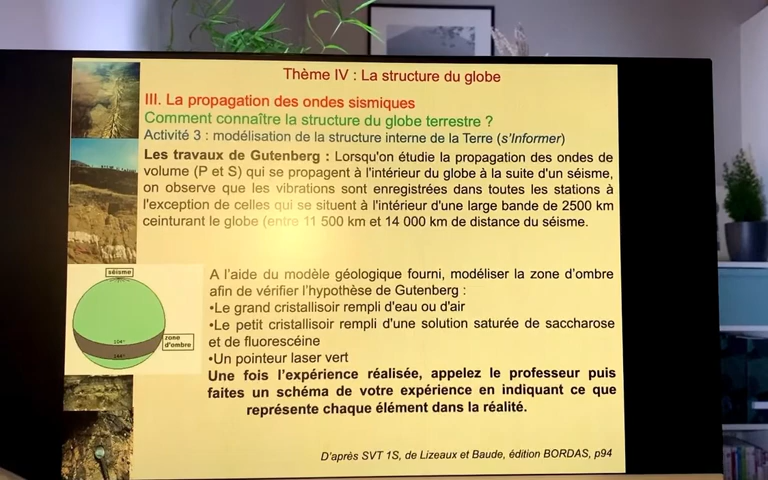 Thème IV : La structure du globe
III. La propagation des ondes sismiques
Comment connaître la structure du globe terrestre ?
Activité 3 : modélisation de la structure interne de la Terre (s'Informer)
Les travaux de Gutenberg : Lorsqu'on étudie la propagation des ondes de
volume (P et S) qui se propagent à l'intérieur du globe à la suite d'un séisme,
on observe que les vibrations sont enregistrées dans toutes les stations à
l'exception de celles qui se situent à l'intérieur d'une large bande de 2500 km
ceinturant le globe (entre 11 500 km et 14 000 km de distance du séisme.
séisme
104°
144°
zone
d'ombre
A l'aide du modèle géologique fourni, modéliser la zone d'ombre
afin de vérifier l'hypothèse de Gutenberg :
•Le grand cristallisoir rempli d'eau ou d'air
•Le petit cristallisoir rempli d'une solution saturée de saccharose
et de fluorescéine
•Un pointeur laser vert
Une fois l'expérience réalisée, appelez le professeur puis
faites un schéma de votre expérience en indiquant ce que
représente chaque élément dans la réalité.
D'après SVT 1S, de Lizeaux et Baude, édition BORDAS, p94